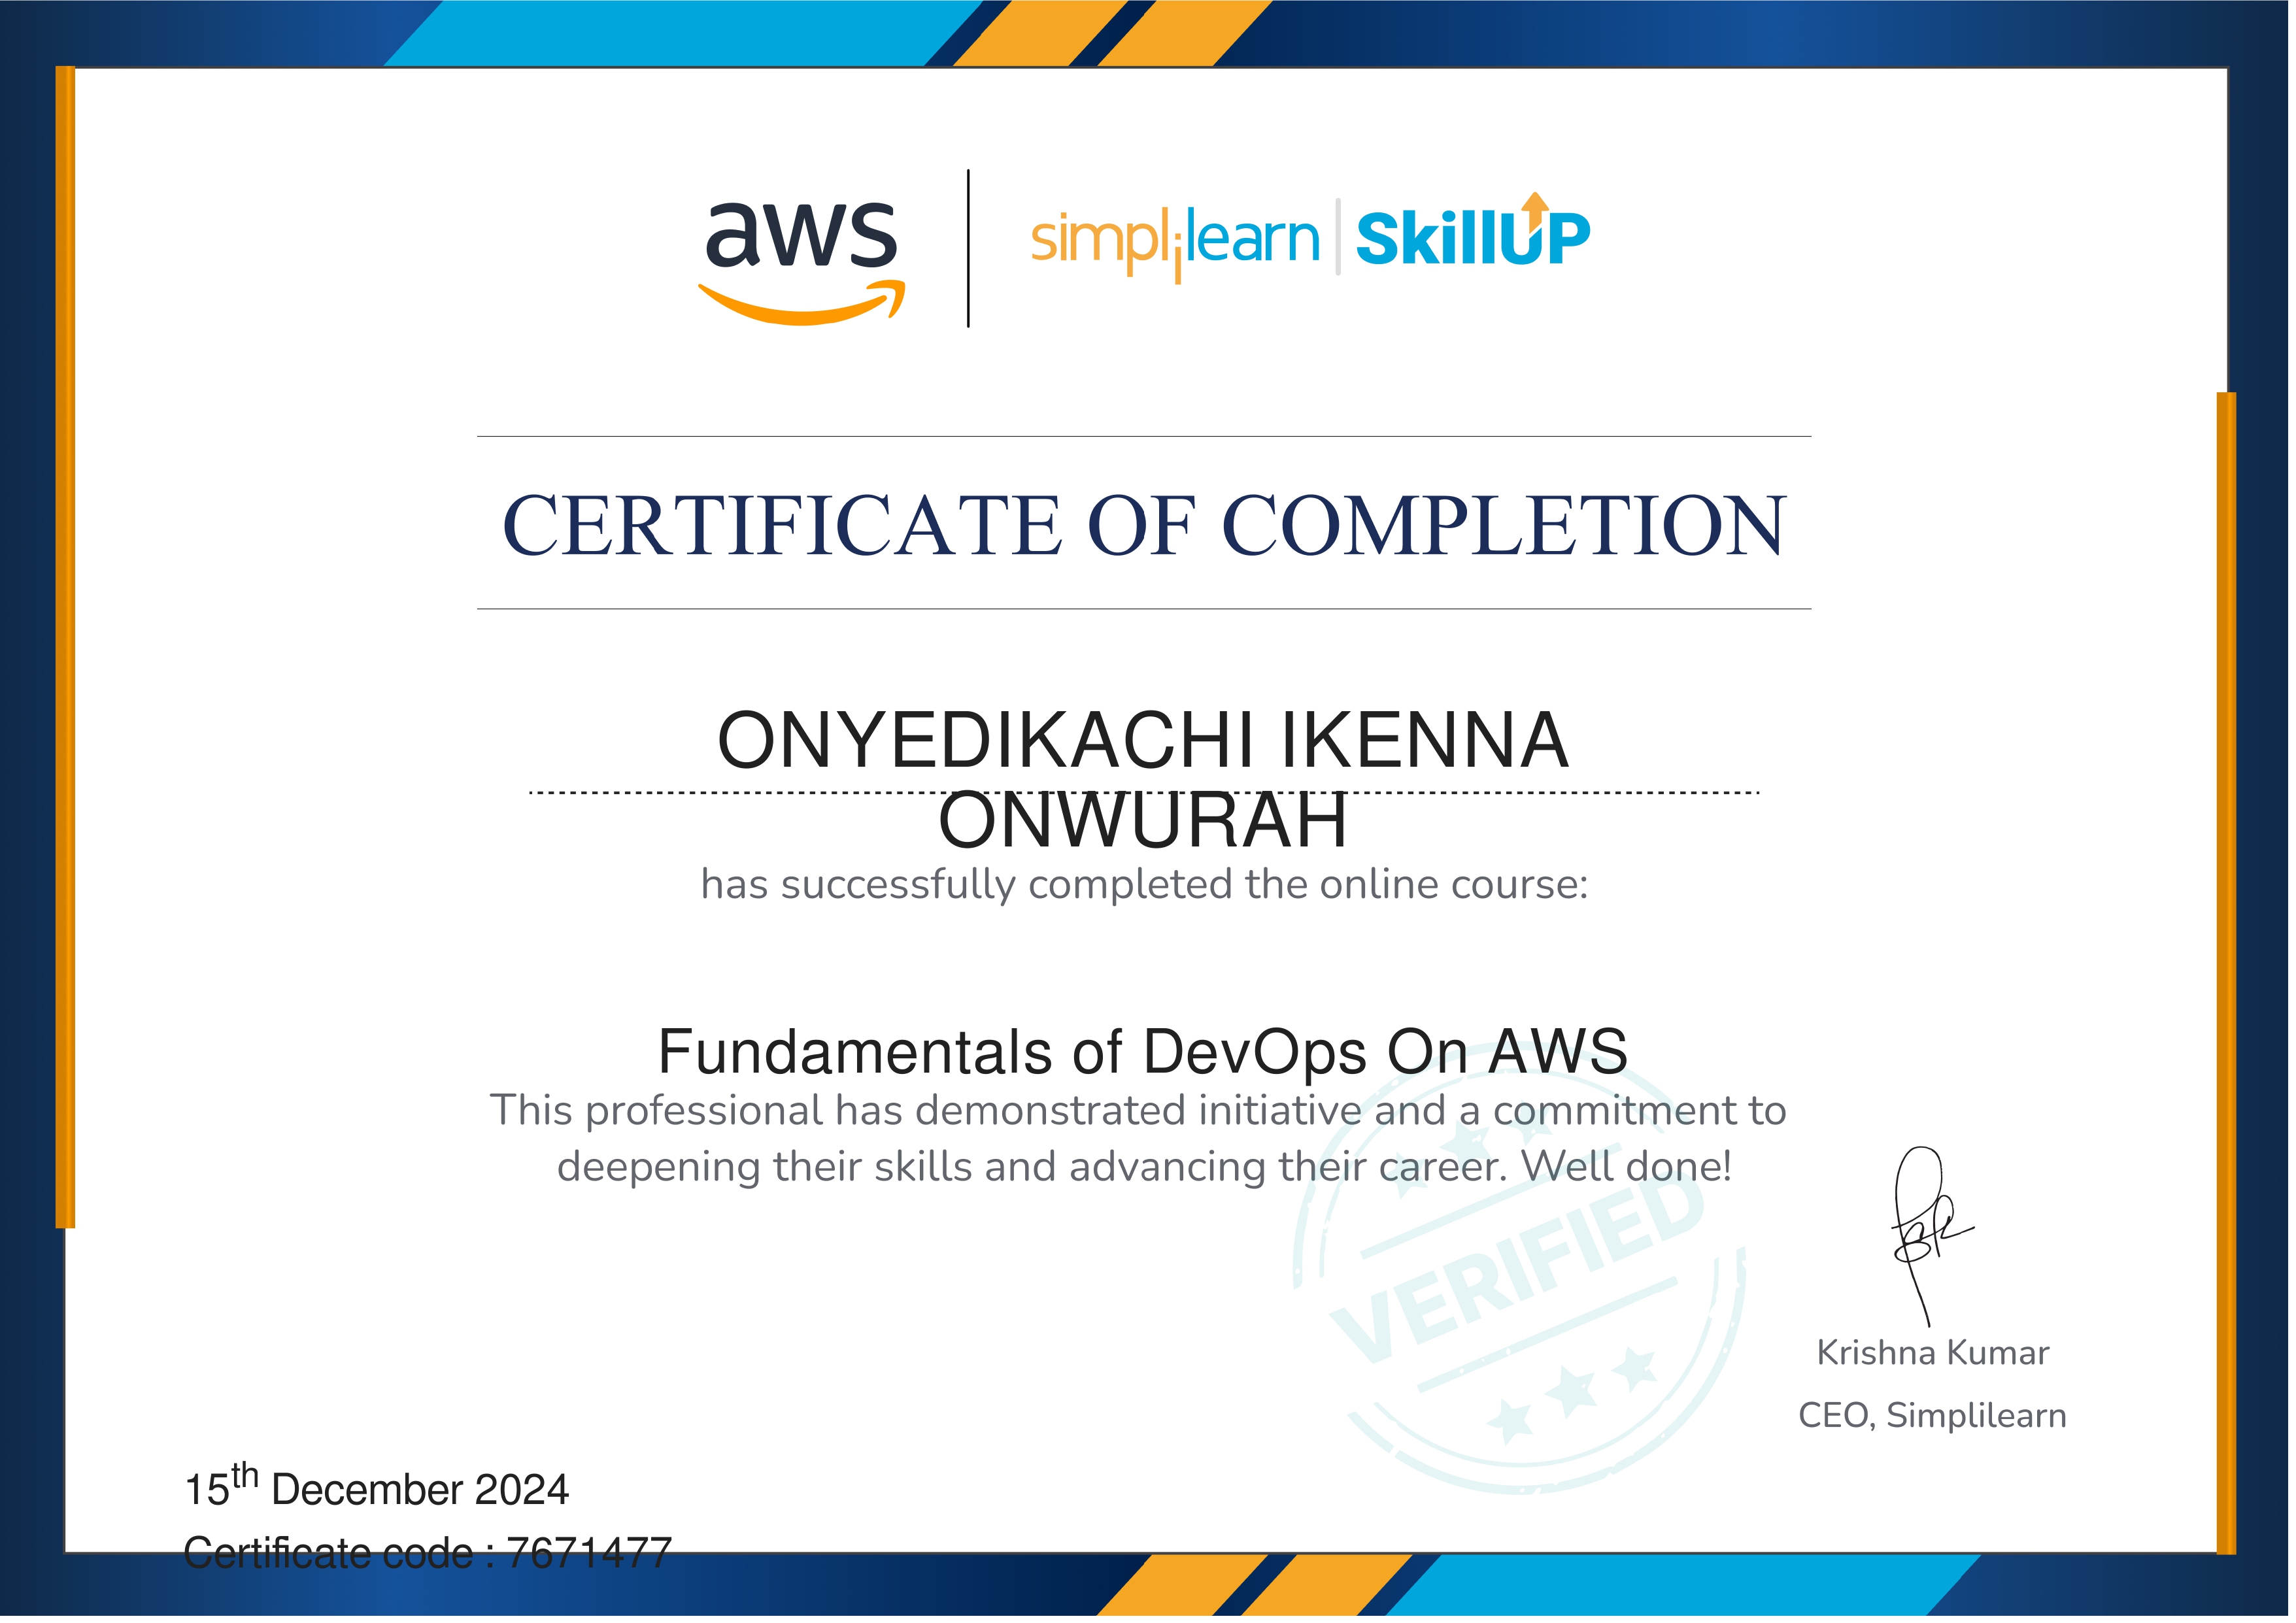 aws
simplilearn | SkillUP
CERTIFICATE OF COMPLETION
ONYEDIKACHI IKENNA
ONWURAH
has successfully completed the online course:
Fundamentals of DevOps On AWS
This professional has demonstrated initiative and a commitment to
deepening their skills and advancing their career. Well done!
VERIFIED
Krishna Kumar
CEO, Simplilearn
15th December 2024
Certificate code : 7671477